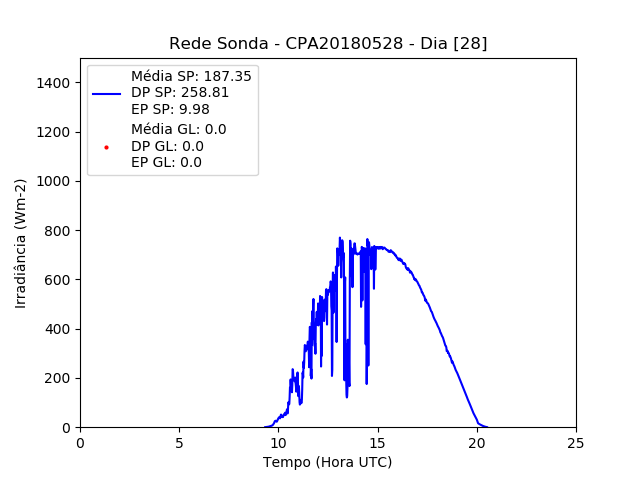 Rede Sonda - CPA20180528 - Dia [28]
Média SP: 187.35
DP SP: 258.81
EP SP: 9.98
Média GL: 0.0
DP GL: 0.0
EP GL: 0.0
Irradiância (Wm-2)
1400
1200
1000
800
600
400
200
0
0 5 10 15 20 25
Tempo (Hora UTC)